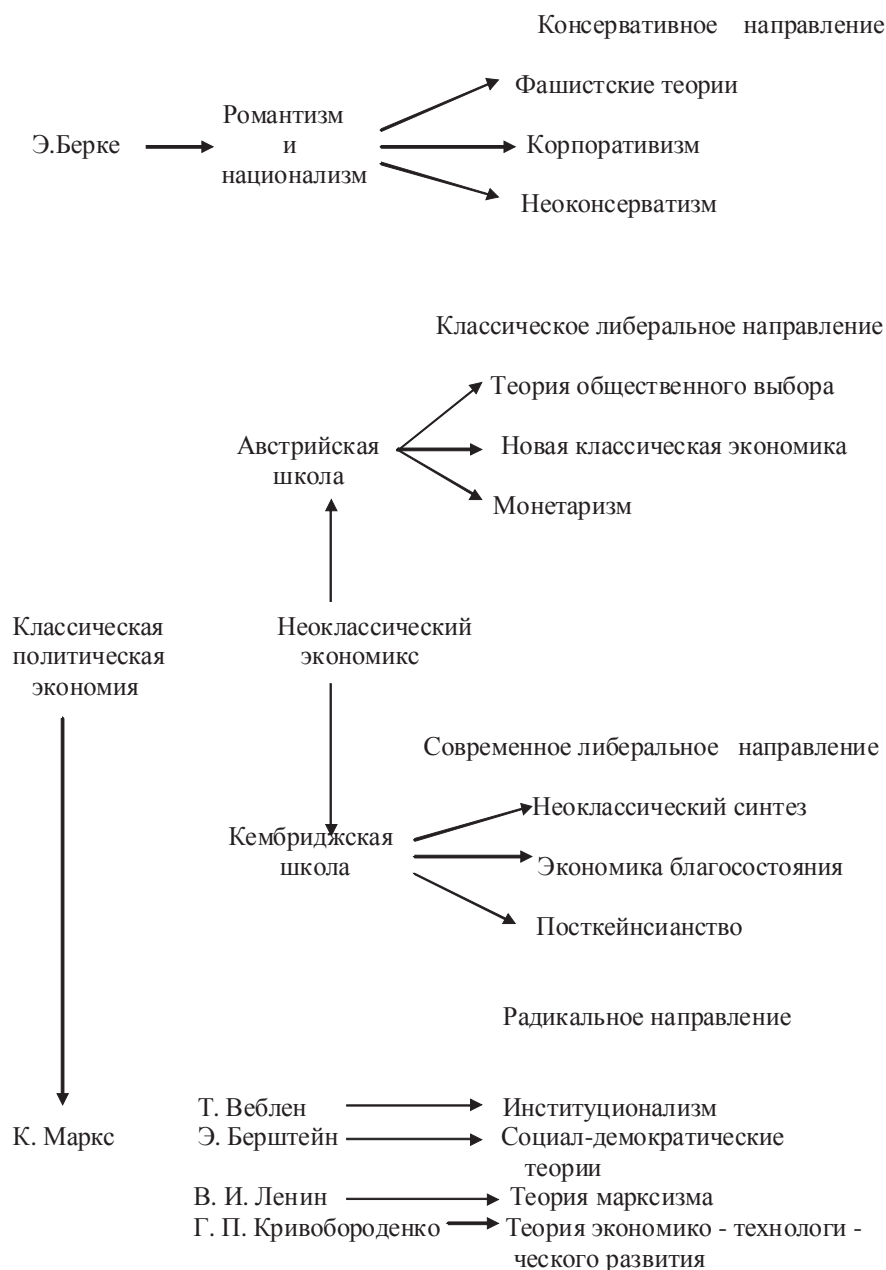 Консервативное направление
Фашистские теории
Романтизм
Э.Берке
и
Корпоративизм
национализм
Неоконсерватизм
Классическое либеральное направление
Теория общественного выбора
Австрийская
Новая классическая экономика
школа
Монетаризм
Классическая
Неоклассический
политическая
экономикс
экономия
Современное либеральное направление
Неоклассический синтез
Кембриджская
школа
Экономика благосостояния
Посткейнсианство
Радикальное направление
Т. Веблен
Институционализм
К. Маркс
Э. Берштейн
Социал-демократические
теории
В. И. Ленин
Теория марксизма
Г. П. Кривобороденко
Теория экономико - технологи -
ческого развития